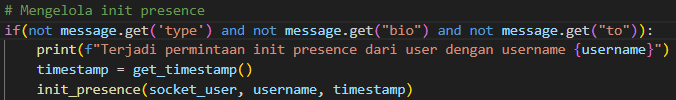 # Mengelola init presence
if(not message.get('type') and not message.get("bio") and not message.get("to")):
print(f"Terjadi permintaan init presence dari user dengan username {username}")
timestamp = get_timestamp()
init_presence(socket_user, username, timestamp)